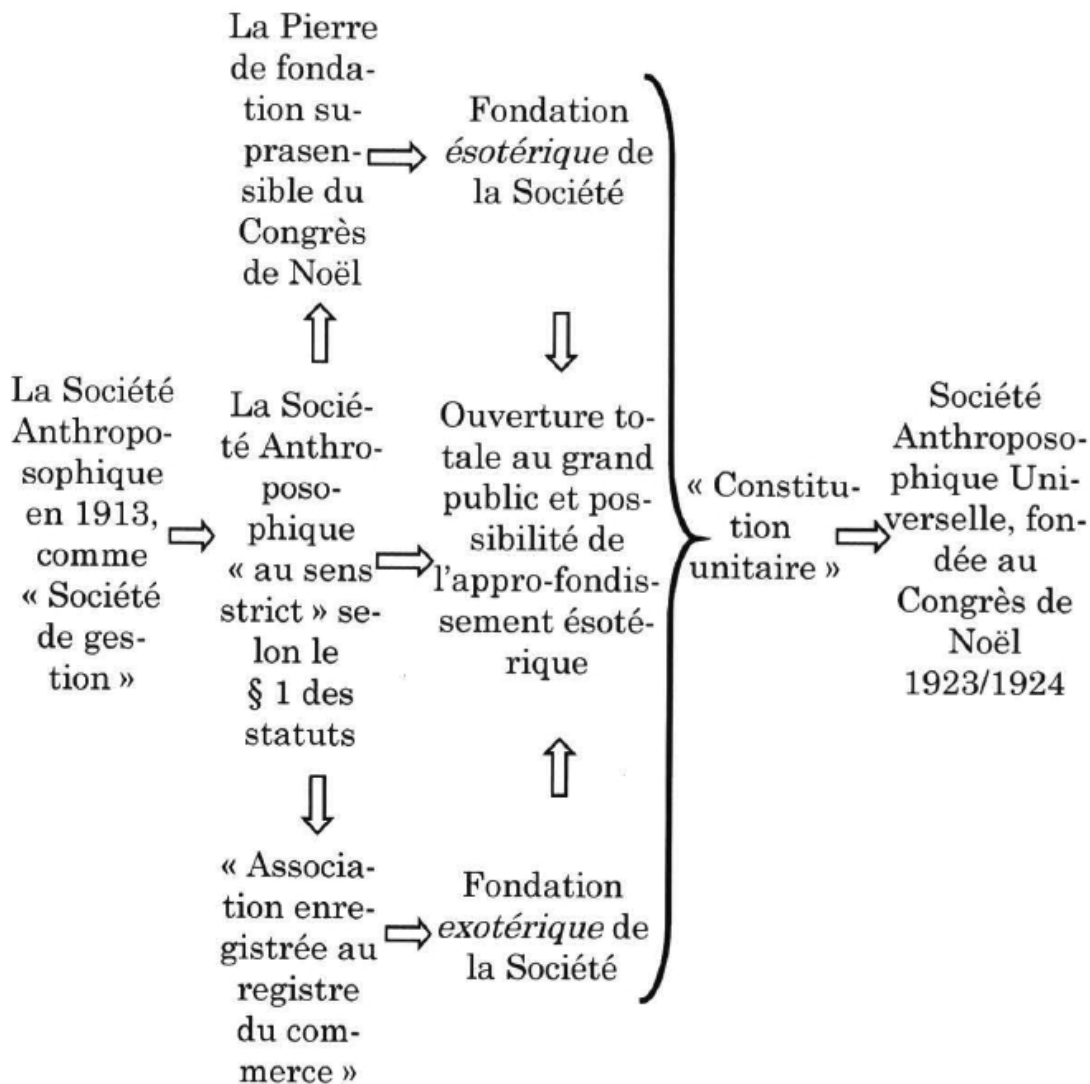 La Pierre
de fonda-
tion su-
prasen-
sible du
Congrès
de Noël
Fondation
ésotérique de
la Société
La Société
Anthropo-
sophique
en 1913,
comme
« Société
de ges-
tion »
La Socié-
té Anthro-
poso-
phique
« au sens
strict » se-
lon le
§ 1 des
statuts
Ouverture to-
tale au grand
public et pos-
sibilité de
l'appro-fondis-
sement ésoté-
rique
« Constitu-
tion
unitaire »
Société
Anthroposo-
phique Uni-
verselle, fon-
dée au
Congrès de
Noël
1923/1924
« Associa-
tion enre-
gistrée au
registre
du com-
merce »
Fondation
exotérique de
la Société